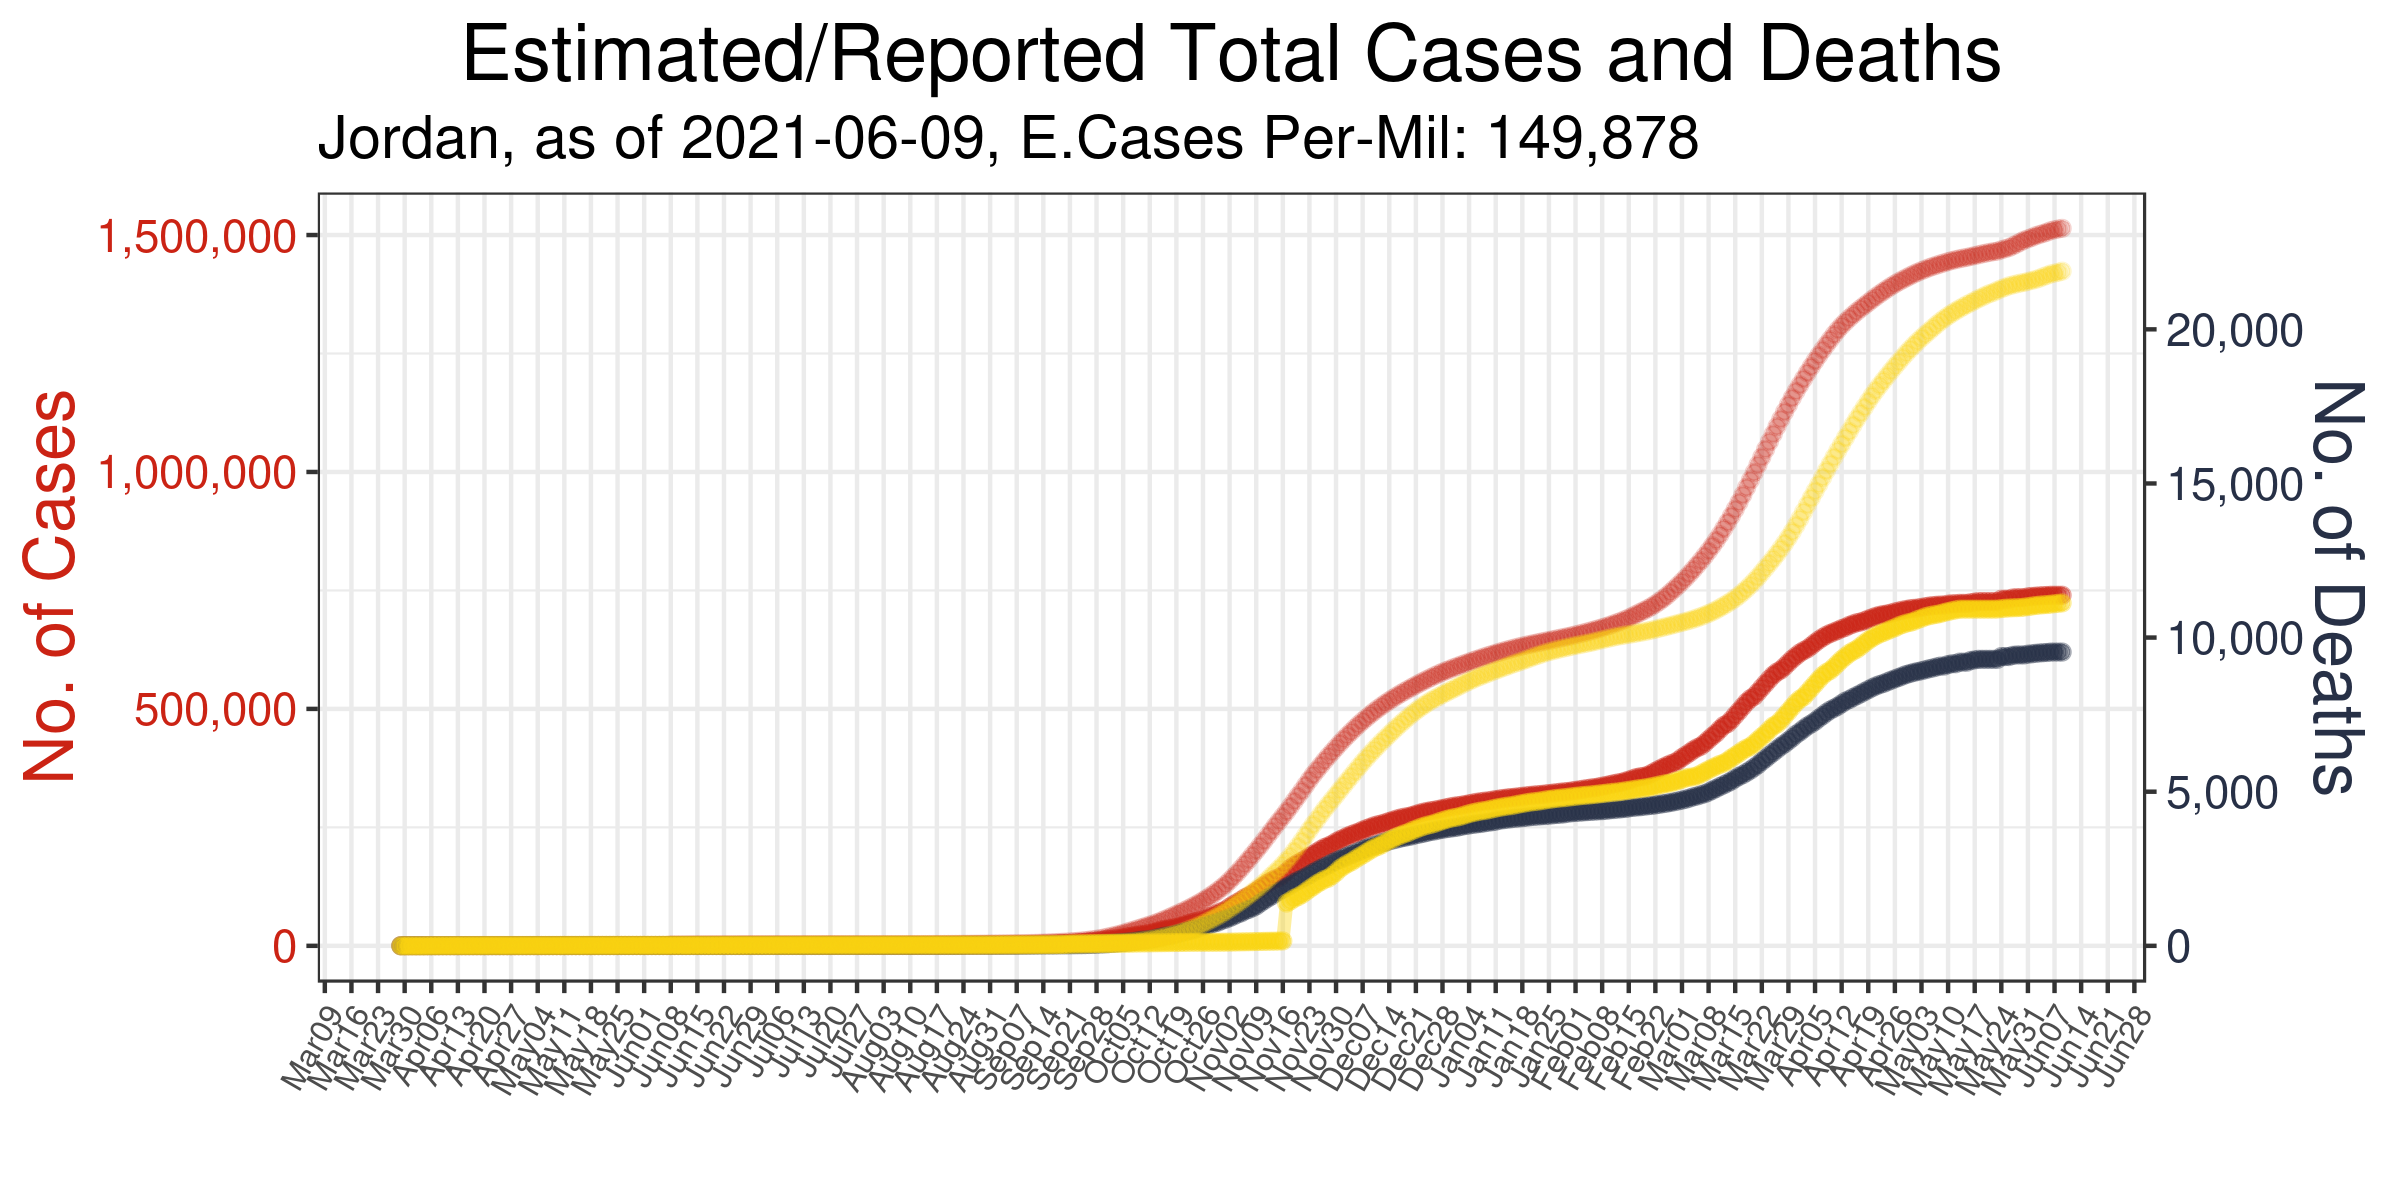 Estimated/Reported Total Cases and Deaths
Jordan, as of 2021-06-09, E.Cases Per-Mil: 149,878
No. of Cases
1,500,000
1,000,000
500,000
0
20,000
15,000
10,000
5,000
0
No. of Deaths
Mar09
Mar16
Mar23
Mar30
Apr06
Apr13
Apr20
Apr27
May04
May11
May18
May25
Jun01
Jun08
Jun15
Jun22
Jun29
Jul06
Jul13
Jul20
Jul27
Aug03
Aug10
Aug17
Aug24
Aug31
Sep07
Sep14
Sep21
Sep28
Oct05
Oct12
Oct19
Oct26
Nov02
Nov09
Nov16
Nov23
Nov30
Dec07
Dec14
Dec21
Dec28
Jan04
Jan11
Jan18
Jan25
Feb01
Feb08
Feb15
Feb22
Mar01
Mar08
Mar15
Mar22
Mar29
Apr05
Apr12
Apr19
Apr26
May03
May10
May17
May24
May31
Jun07
Jun14
Jun21
Jun28